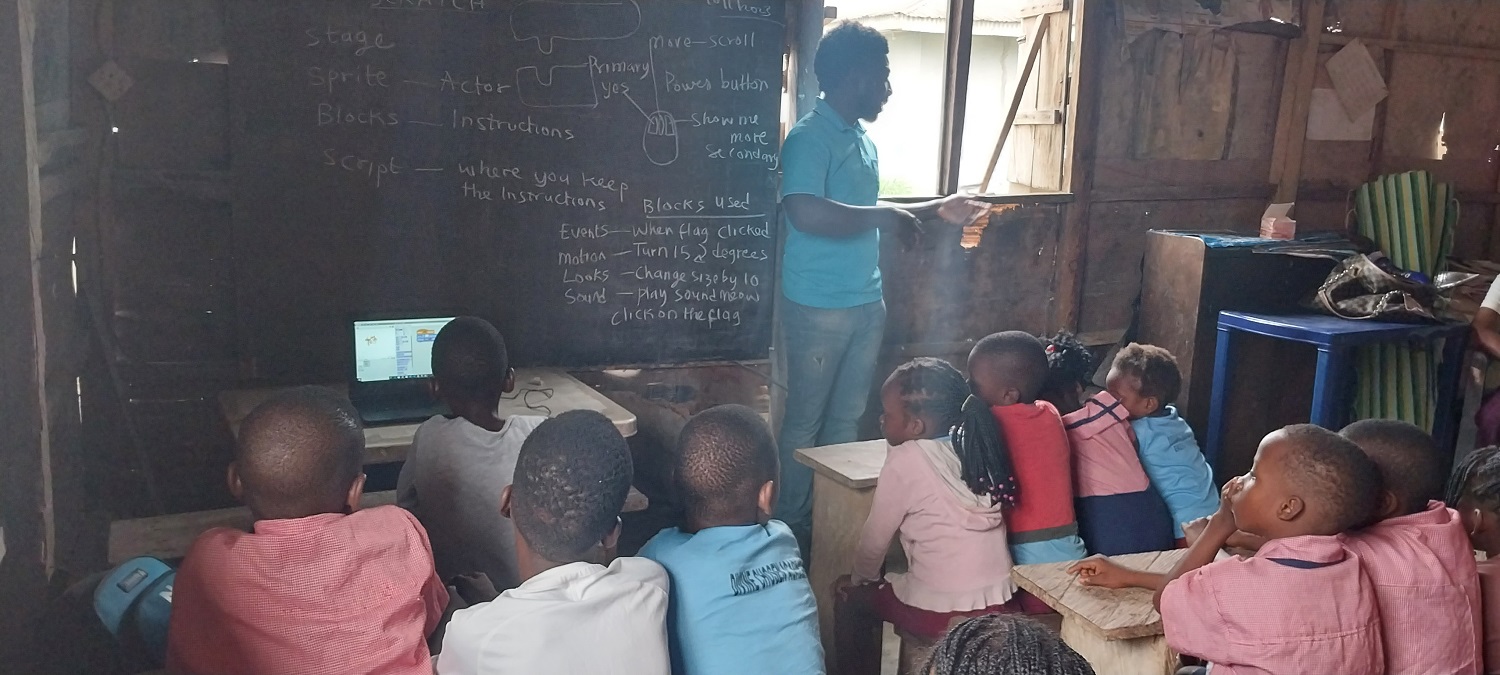 SCRATCH
Stage
Sprite — Actor
Blocks — Instructions
Script — where you keep
the Instructions
Move—scroll
Primary
yes
Power button
Show me
more
Secondary
Blocks used
Events — when flag clicked
Motion — Turn 15 degrees
Looks — Change size by 10
Sound — play sound meow
click on the flag